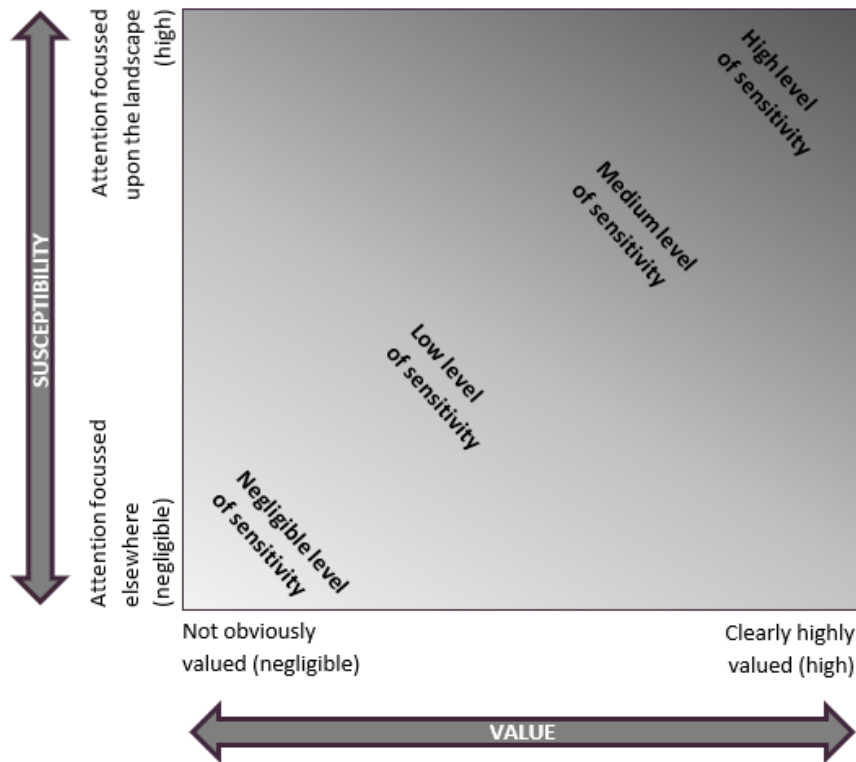 SUSCEPTIBILITY
Attention focussed
upon the landscape
(high)
Attention focussed
elsewhere
(negligible)
High level
of sensitivity
Medium level
of sensitivity
Low level
of sensitivity
Negligible level
of sensitivity
Not obviously
valued (negligible)
Clearly highly
valued (high)
VALUE